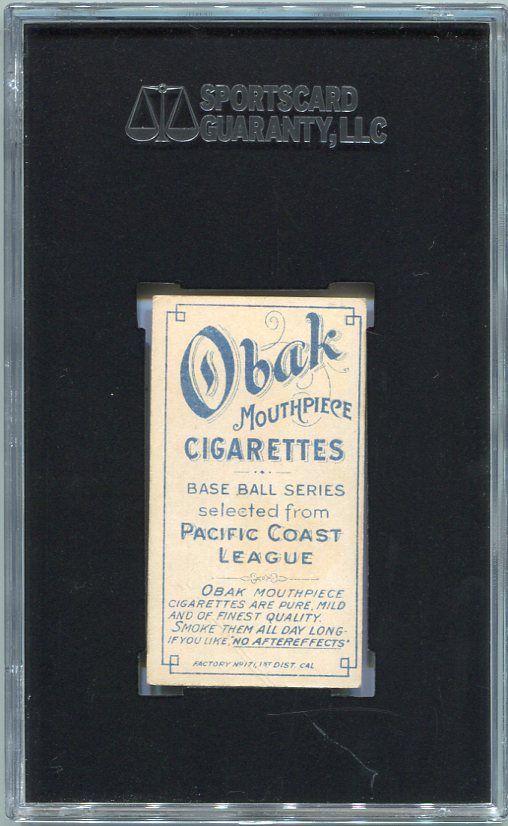 SPORTSCARD
GUARANTY, LLC
Obak
MOUTHPIECE
CIGARETTES
BASE BALL SERIES
selected from
PACIFIC COAST
LEAGUE
OBAK MOUTHPIECE
CIGARETTES ARE PURE, MILD
AND OF FINEST QUALITY.
SMOKE THEM ALL DAY LONG-
IF YOU LIKE, "NO AFTEREFFECTS"
FACTORY Nº 171, 1ST DIST. CAL